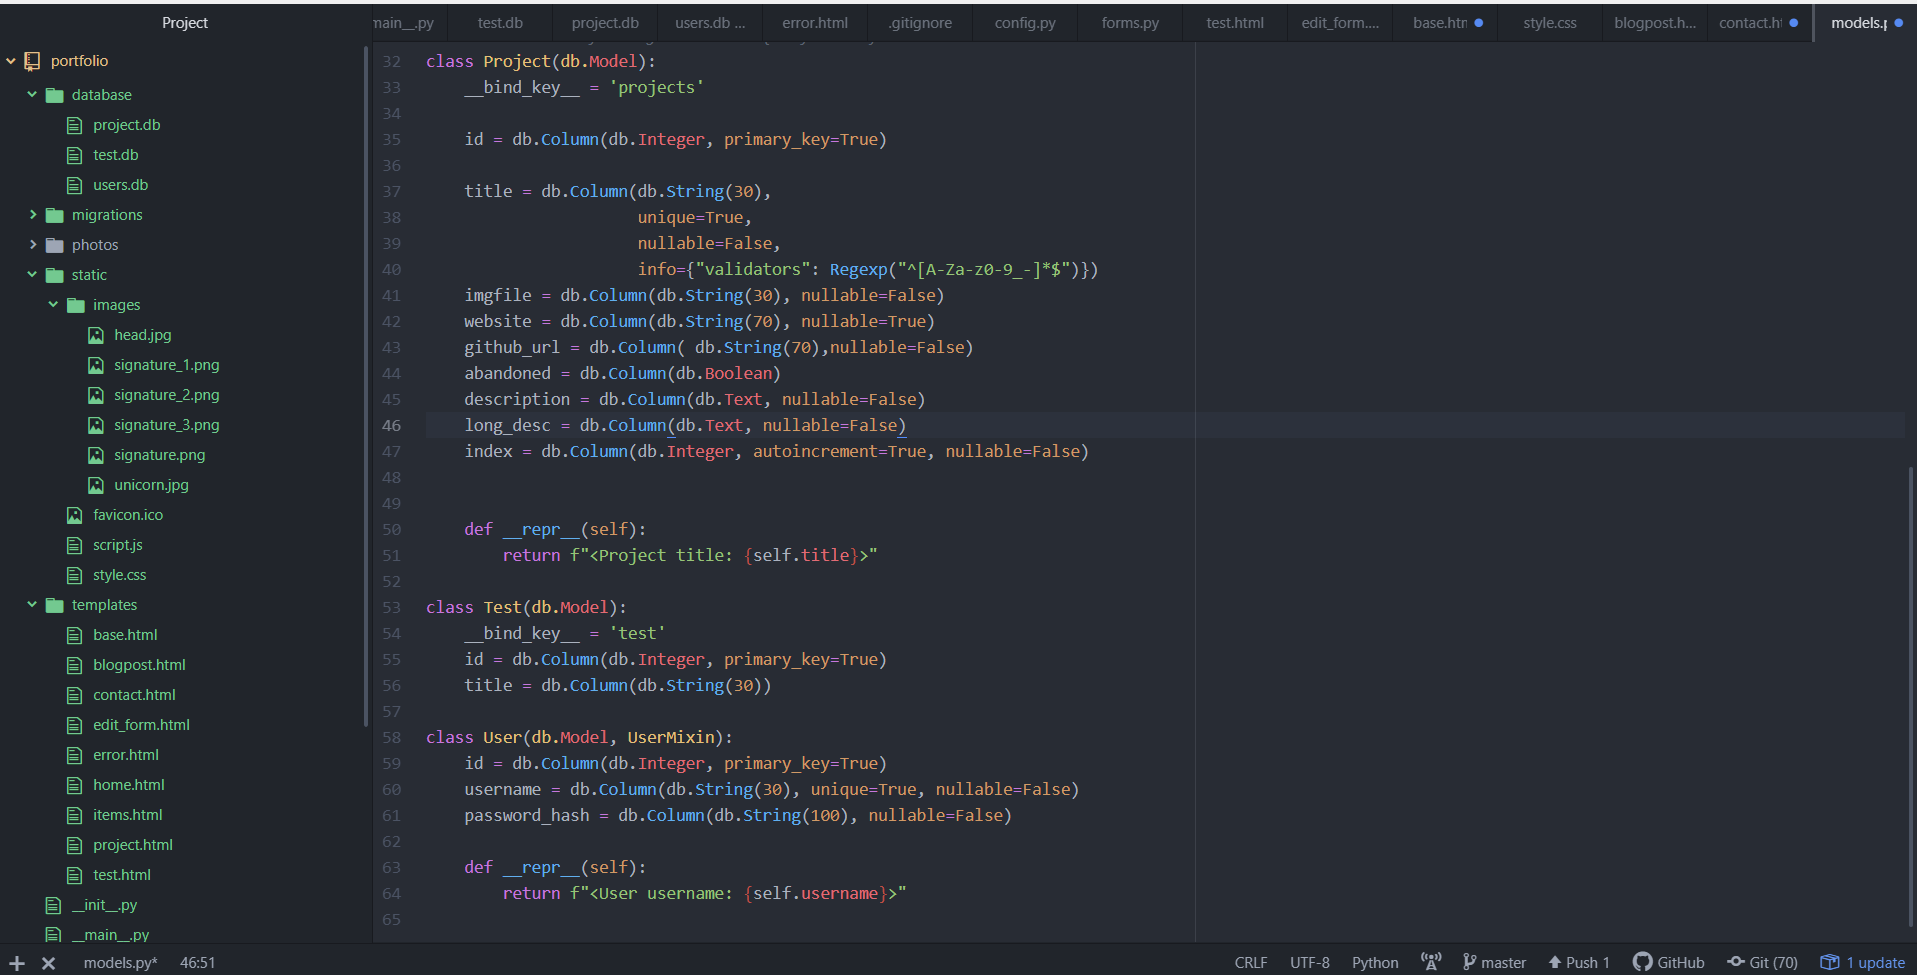 Project
main__.py
test.db
project.db
users.db ...
error.html
.gitignore
config.py
forms.py
test.html
edit_form....
base.htn
style.css
blogpost.h...
contact.ht
models.p
portfolio
database
project.db
test.db
users.db
migrations
photos
static
images
head.jpg
signature_1.png
signature_2.png
signature_3.png
signature.png
unicorn.jpg
favicon.ico
script.js
style.css
templates
base.html
blogpost.html
contact.html
edit_form.html
error.html
home.html
items.html
project.html
test.html
__init__.py
__main__.py
32 class Project(db.Model):
33     __bind_key__ = 'projects'
34
35     id = db.Column(db.Integer, primary_key=True)
36
37     title = db.Column(db.String(30),
38                       unique=True,
39                       nullable=False,
40                       info={"validators": Regexp("^[A-Za-z0-9_-]*$")})
41     imgfile = db.Column(db.String(30), nullable=False)
42     website = db.Column(db.String(70), nullable=True)
43     github_url = db.Column( db.String(70),nullable=False)
44     abandoned = db.Column(db.Boolean)
45     description = db.Column(db.Text, nullable=False)
46     long_desc = db.Column(db.Text, nullable=False)
47     index = db.Column(db.Integer, autoincrement=True, nullable=False)
48
49
50     def __repr__(self):
51         return f"<Project title: {self.title}>"
52
53 class Test(db.Model):
54     __bind_key__ = 'test'
55     id = db.Column(db.Integer, primary_key=True)
56     title = db.Column(db.String(30))
57
58 class User(db.Model, UserMixin):
59     id = db.Column(db.Integer, primary_key=True)
60     username = db.Column(db.String(30), unique=True, nullable=False)
61     password_hash = db.Column(db.String(100), nullable=False)
62
63     def __repr__(self):
64         return f"<User username: {self.username}>"
65
models.py* 46:51 CRLF UTF-8 Python master Push 1 GitHub Git (70) 1 update